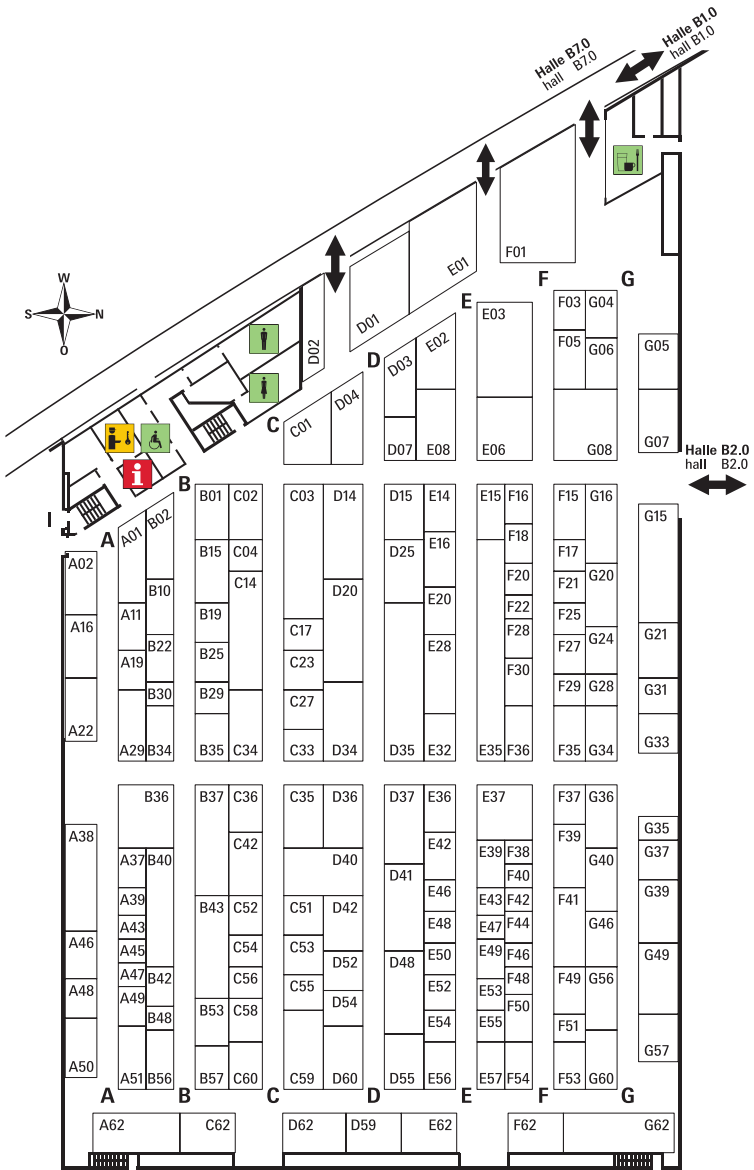 Halle B1.0
hall B1.0
Halle B7.0
hall B7.0
W
S N
O
F01
E01
D01
D02
F G
E
D
C
B
A
F03 G04
E03
E02
D03
F05
G06
G05
D04
C01
D07 E08 E06 G08 G07
Halle B2.0
hall B2.0
i
A01 B02
B01 C02 C03 D14 D15 E14 E15 F16 F15 G16
G15
F18
E16
B15 C04 D25 F17
A02
C14
F20 G20
F21
B10 D20
E20 F22
A11 B19 F25
A16 C17 F28 G21
B22 E28 F27 G24
B25 C23
A19
F30
B30 B29 C27 F29 G28 G31
A22
G33
A29 B34 B35 C34 C33 D34 D35 E32 E35 F36 F35 G34
B36 B37 C36 C35 D36 D37 E36 E37 F37 G36
G35
A38
C42 E42 F39
A37 B40 D40 E39 F38 G40 G37
D41
F40
A39 E46 E43 F42 F41 G39
B43 C52 C51 D42
A43 E48 E47 F44 G46
A46
A45 C54 C53 E50 E49 F46 G49
D52 D48
A47 B42 C56 F48 F49 G56
A48 E52 E53
A49 C55
B48 B53 C58 D54 F50
E54 E55 F51
G57
A50
A51 B56 B57 C60 C59 D60 D55 E56 E57 F54 F53 G60
A B C D E F G
A62 C62 D62 D59 E62 F62 G62